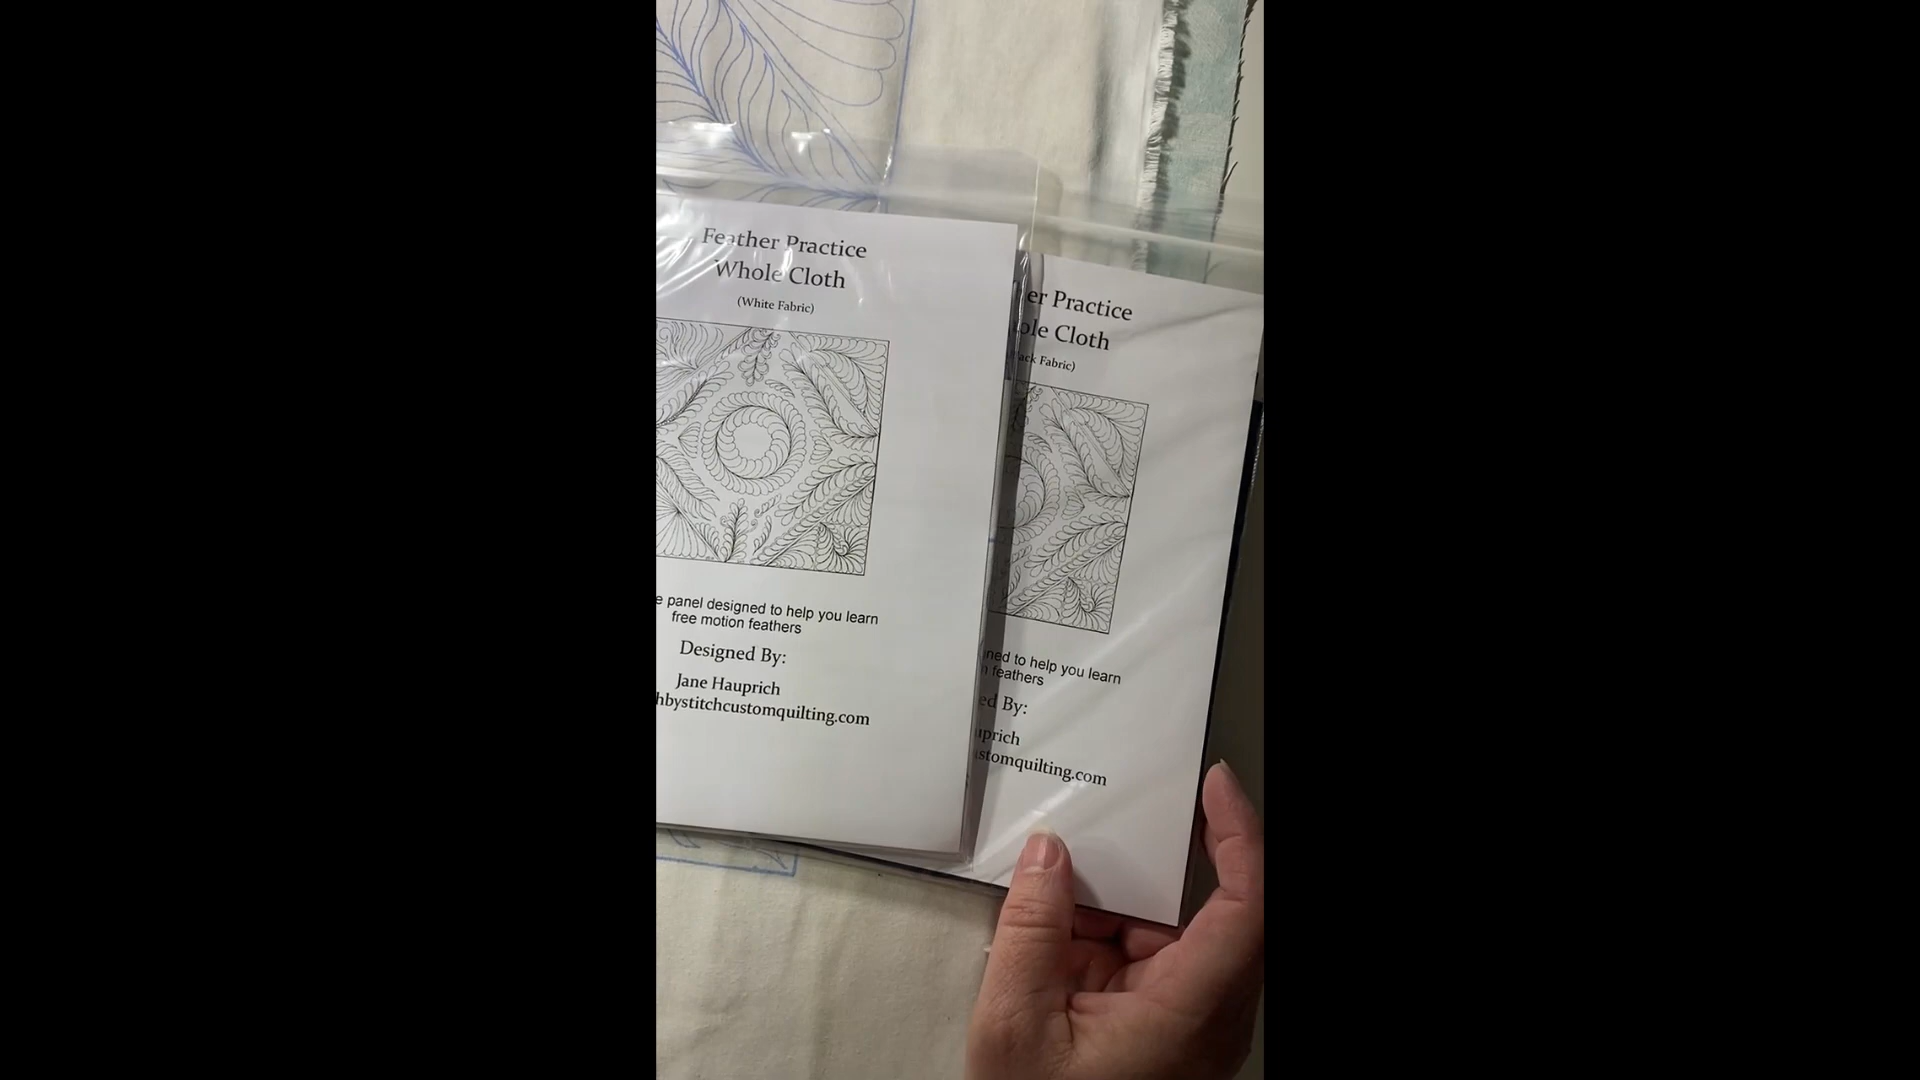 Feather Practice
Whole Cloth
(White Fabric)
panel designed to help you learn
free motion feathers
Designed By:
Jane Hauprich
hbystitchcustomquilting.com
er Practice
ole Cloth
ack Fabric)
ned to help you learn
feathers
ed By:
uprich
stomquilting.com